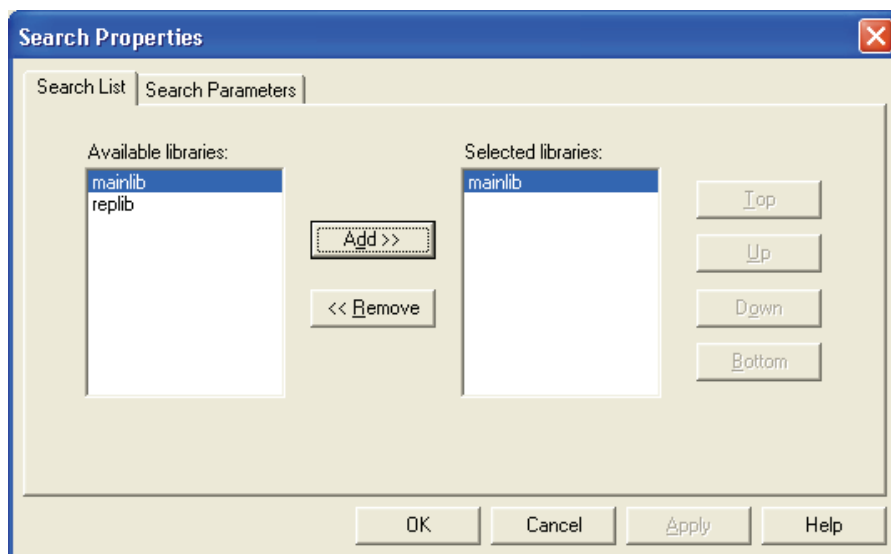 Search Properties
Search List
Search Parameters
Available libraries:
Selected libraries:
mainlib
replib
mainlib
Add >>
<< Remove
Top
Up
Down
Bottom
OK
Cancel
Apply
Help